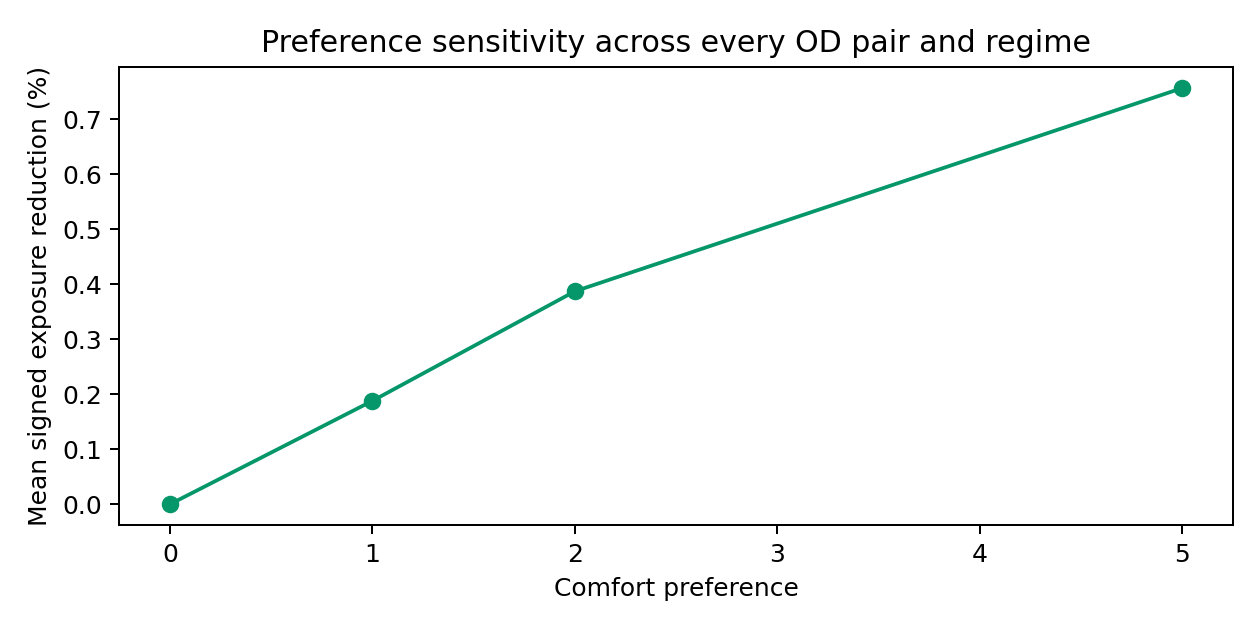 Preference sensitivity across every OD pair and regime
Mean signed exposure reduction (%)
0.7
0.6
0.5
0.4
0.3
0.2
0.1
0.0
0 1 2 3 4 5
Comfort preference